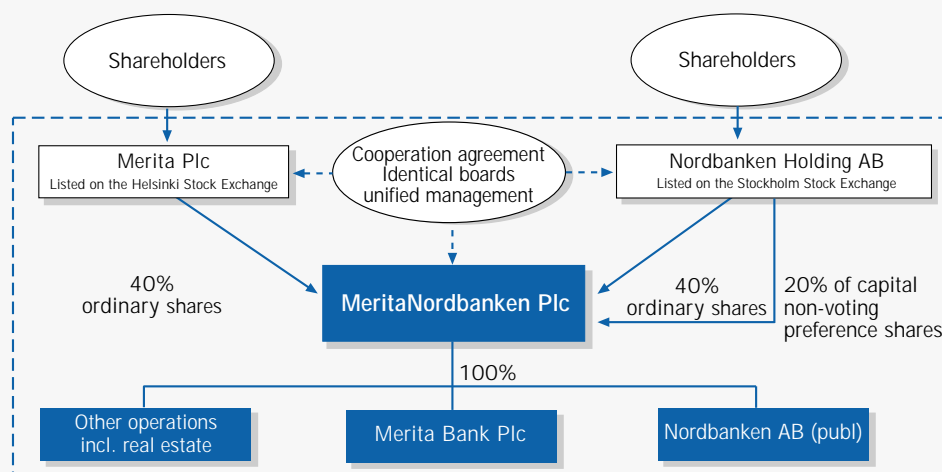 Shareholders
Shareholders
Merita Plc
Listed on the Helsinki Stock Exchange
Cooperation agreement
Identical boards
unified management
Nordbanken Holding AB
Listed on the Stockholm Stock Exchange
40%
ordinary shares
MeritaNordbanken Plc
40%
ordinary shares
20% of capital
non-voting
preference shares
100%
Other operations
incl. real estate
Merita Bank Plc
Nordbanken AB (publ)